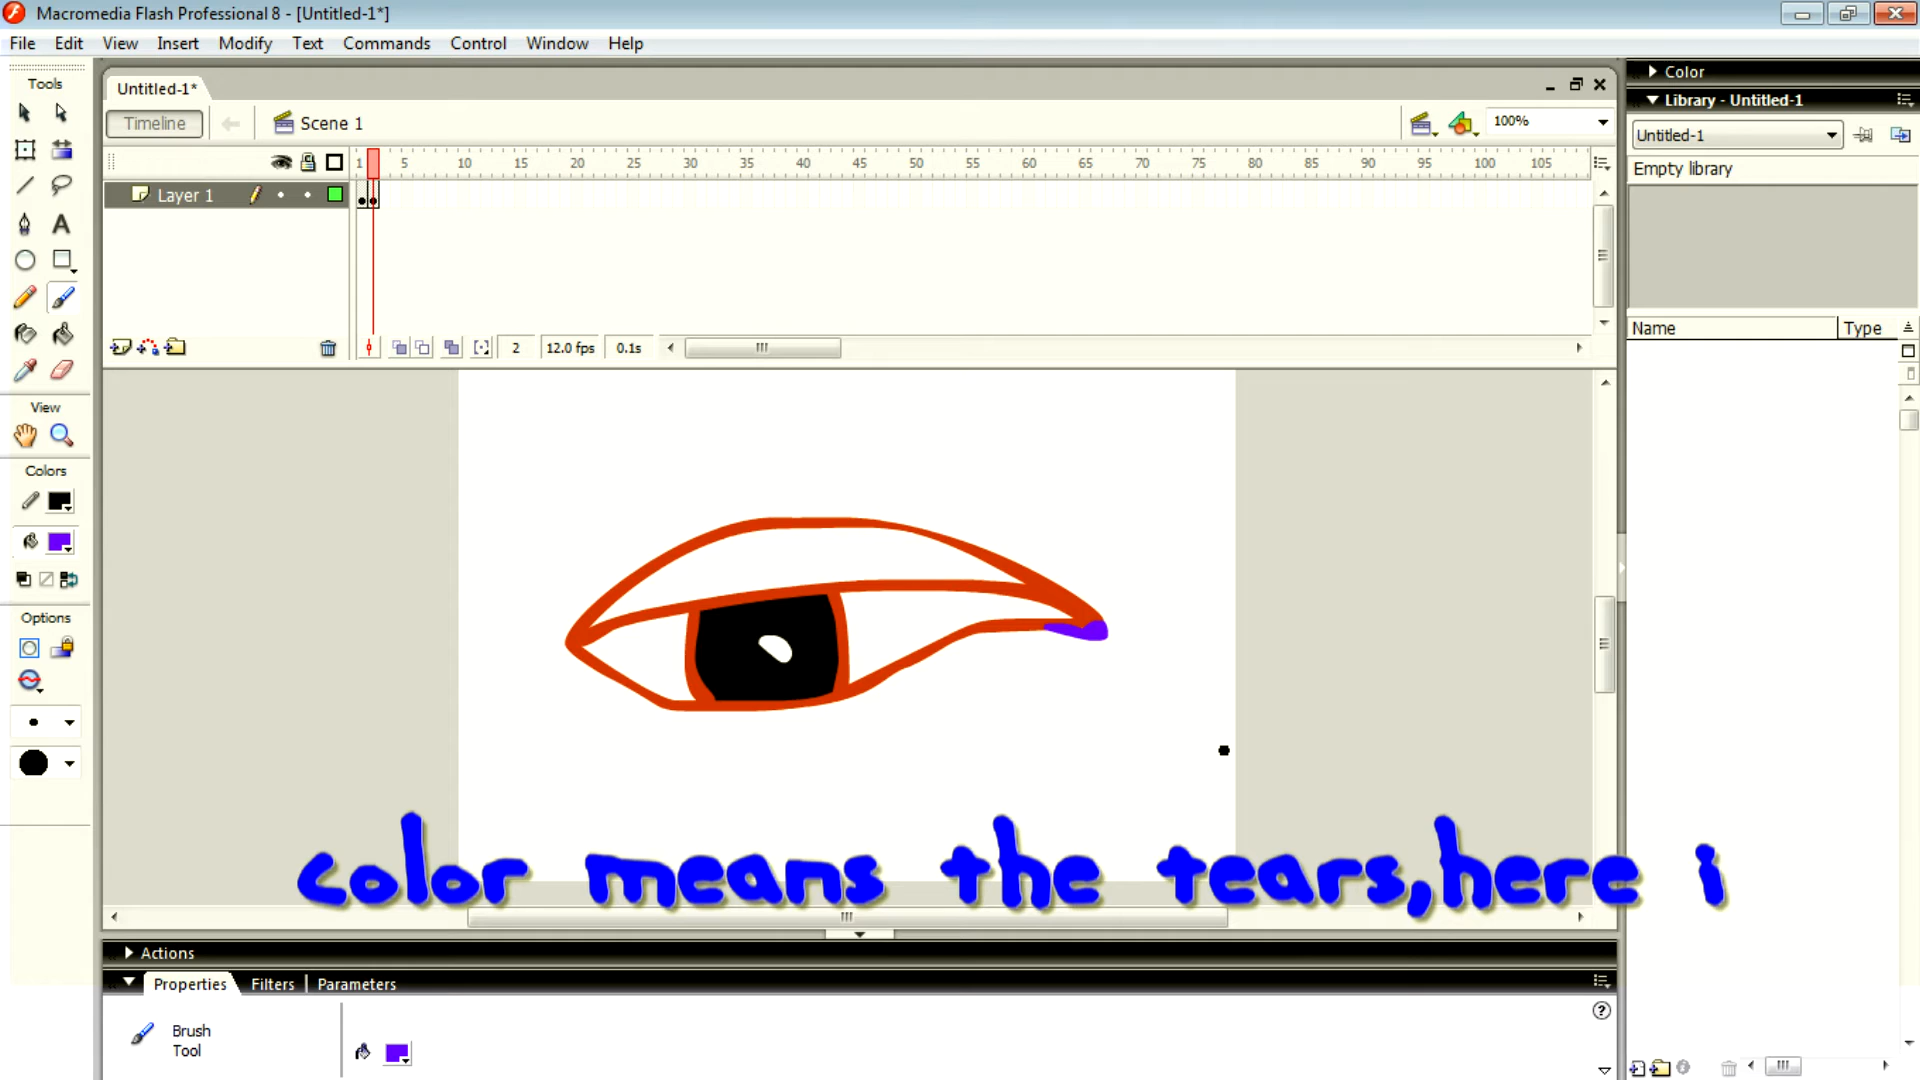 Macromedia Flash Professional 8 - [Untitled-1*]
File Edit View Insert Modify Text Commands Control Window Help
Tools
Untitled-1*
Timeline
Scene 1
100%
1 5 10 15 20 25 30 35 40 45 50 55 60 65 70 75 80 85 90 95 100 105
Layer 1
2 12.0 fps 0.1s
View
Colors
Options
Color
Library - Untitled-1
Untitled-1
Empty library
Name Type
color means the tears,here i
Actions
Properties Filters Parameters
Brush
Tool